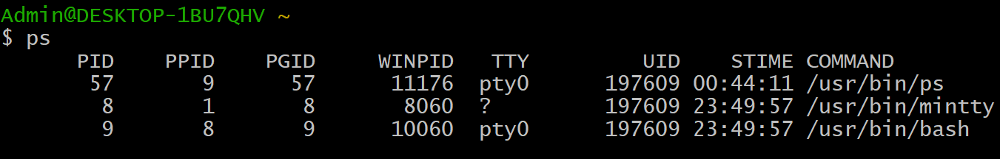 Admin@DESKTOP-1BU7QHV ~
$ ps
      PID    PPID    PGID     WINPID   TTY         UID    STIME COMMAND
       57       9      57      11176  pty0      197609 00:44:11 /usr/bin/ps
        8       1       8       8060  ?         197609 23:49:57 /usr/bin/mintty
        9       8       9      10060  pty0      197609 23:49:57 /usr/bin/bash